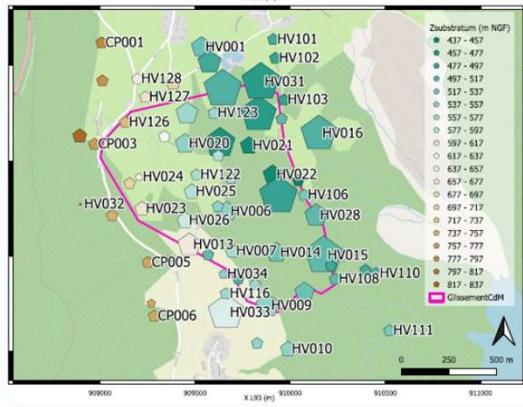 CP001
HV001
HV101
HV102
HV128
HV031
HV127
HV103
HV123
HV126
HV016
CP003
HV020
HV021
HV024
HV122
HV022
HV025
HV106
HV032
HV023
HV006
HV028
HV026
HV013
HV007
HV014
HV015
CP005
HV034
HV108
HV110
HV116
HV009
CP006
HV033
HV111
HV010
Zsubstratum (m NGF)
437 - 457
457 - 477
477 - 497
497 - 517
517 - 537
537 - 557
557 - 577
577 - 597
597 - 617
617 - 637
637 - 657
657 - 677
677 - 697
697 - 717
717 - 737
737 - 757
757 - 777
777 - 797
797 - 817
817 - 837
GlissementCdM
0 250 500 m
909000 909500 910000 910500 911000
X L93 (m)